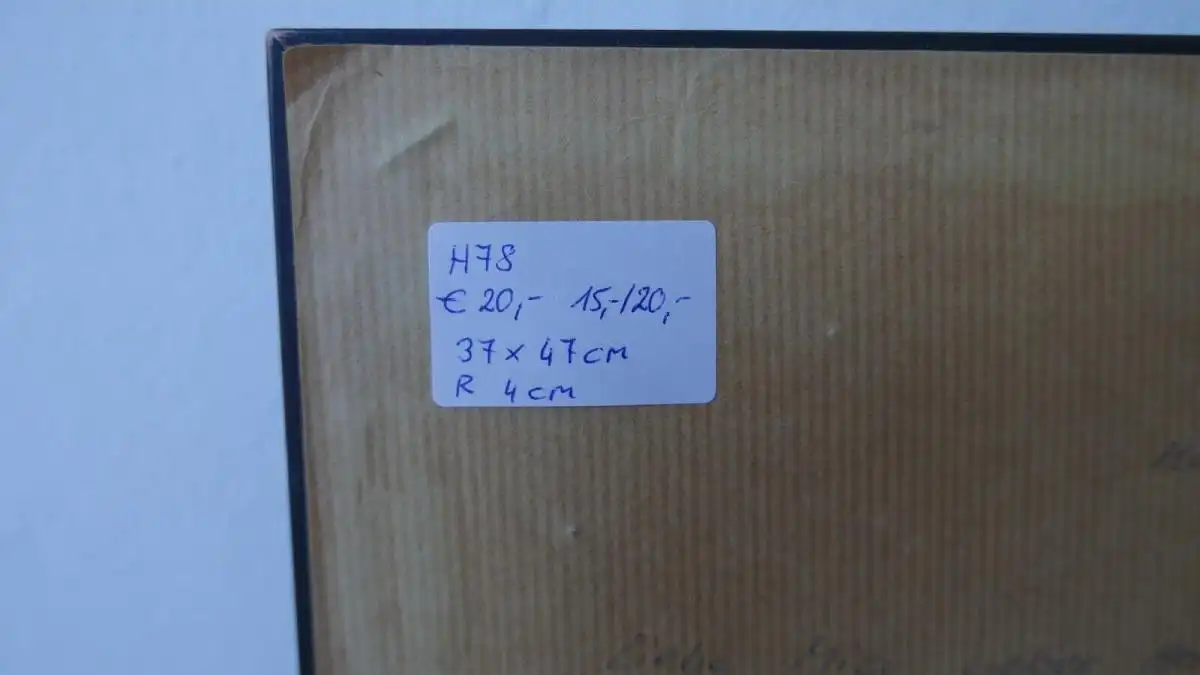 H78
€ 20,- 15,-/20,-
37 x 47 cm
R 4 cm